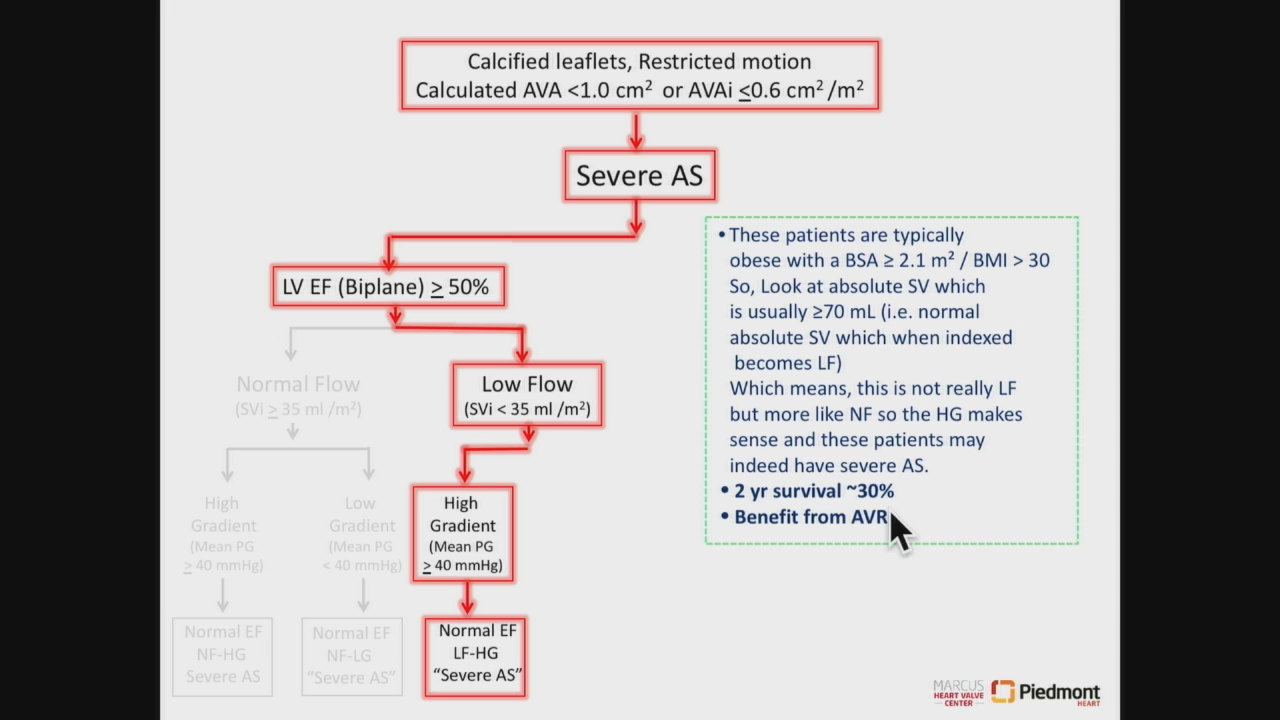 Calcified leaflets, Restricted motion
Calculated AVA <1.0 cm² or AVAi ≤0.6 cm²/m²
Severe AS
LV EF (Biplane) ≥ 50%
Normal Flow
(SVi ≥ 35 ml /m²)
Low Flow
(SVi < 35 ml /m²)
High
Gradient
(Mean PG
≥ 40 mmHg)
Low
Gradient
(Mean PG
< 40 mmHg)
High
Gradient
(Mean PG
≥ 40 mmHg)
Normal EF
NF-HG
Severe AS
Normal EF
NF-LG
“Severe AS”
Normal EF
LF-HG
“Severe AS”
• These patients are typically
obese with a BSA ≥ 2.1 m² / BMI > 30
So, Look at absolute SV which
is usually ≥70 mL (i.e. normal
absolute SV which when indexed
becomes LF)
Which means, this is not really LF
but more like NF so the HG makes
sense and these patients may
indeed have severe AS.
• 2 yr survival ~30%
• Benefit from AVR
MARCUS
HEART VALVE
CENTER
Piedmont
HEART